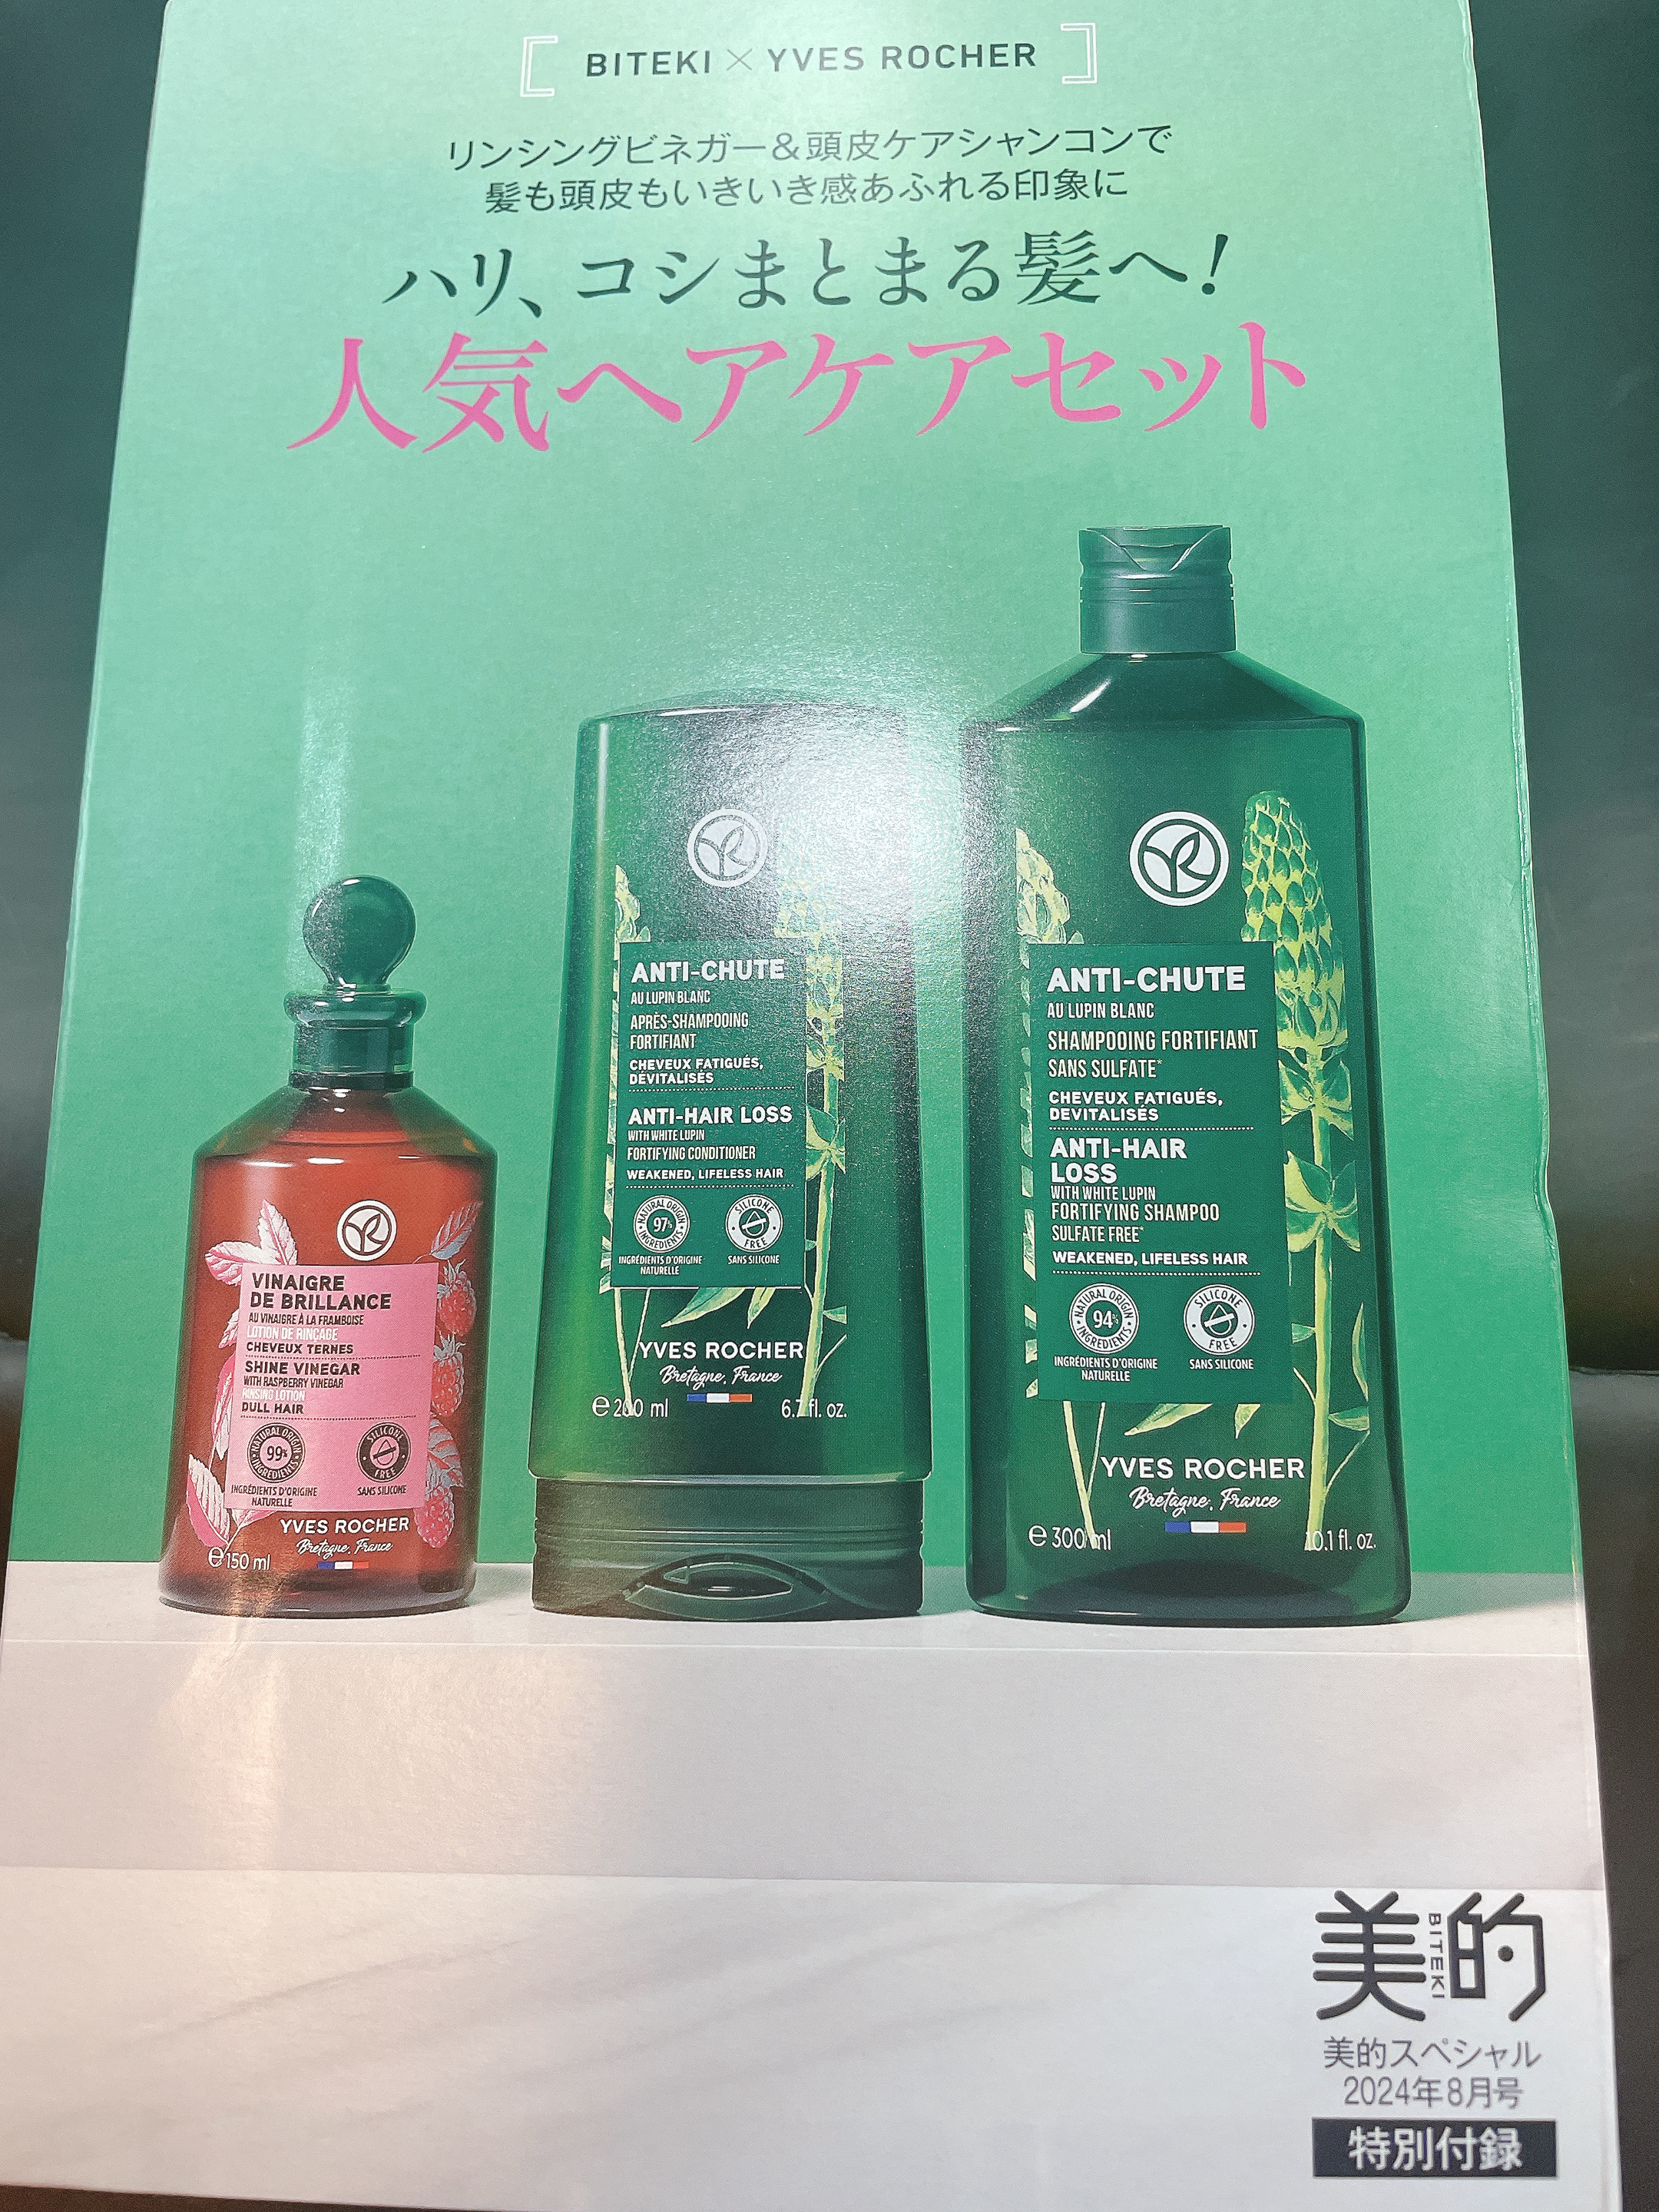 BITEKI × YVES ROCHER
リンシングビネガー＆頭皮ケアシャンコンで
髪も頭皮もいきいき感あふれる印象に
ハリ、コシまとまる髪へ！
人気ヘアケアセット
VINAIGRE
DE BRILLANCE
AU VINAIGRE À LA FRAMBOISE
LOTION DE RINÇAGE
CHEVEUX TERNES
SHINE VINEGAR
WITH RASPBERRY VINEGAR
RINSING LOTION
DULL HAIR
NATURAL ORIGIN INGREDIENTS
99%
SILICONE FREE
INGRÉDIENTS D'ORIGINE
NATURELLE
SANS SILICONE
YVES ROCHER
Bretagne, France
e 150 ml
ANTI-CHUTE
AU LUPIN BLANC
APRÈS-SHAMPOOING
FORTIFIANT
CHEVEUX FATIGUÉS,
DÉVITALISÉS
ANTI-HAIR LOSS
WITH WHITE LUPIN
FORTIFYING CONDITIONER
WEAKENED, LIFELESS HAIR
NATURAL ORIGIN INGREDIENTS
97%
SILICONE FREE
INGRÉDIENTS D'ORIGINE
NATURELLE
SANS SILICONE
YVES ROCHER
Bretagne, France
e 200 ml 6.7 fl. oz.
ANTI-CHUTE
AU LUPIN BLANC
SHAMPOOING FORTIFIANT
SANS SULFATE*
CHEVEUX FATIGUÉS,
DEVITALISÉS
ANTI-HAIR
LOSS
WITH WHITE LUPIN
FORTIFYING SHAMPOO
SULFATE FREE*
WEAKENED, LIFELESS HAIR
NATURAL ORIGIN INGREDIENTS
94%
SILICONE FREE
INGRÉDIENTS D'ORIGINE
NATURELLE
SANS SILICONE
YVES ROCHER
Bretagne, France
e 300 ml 10.1 fl. oz.
美的
BITEKI
美的スペシャル
2024年8月号
特別付録